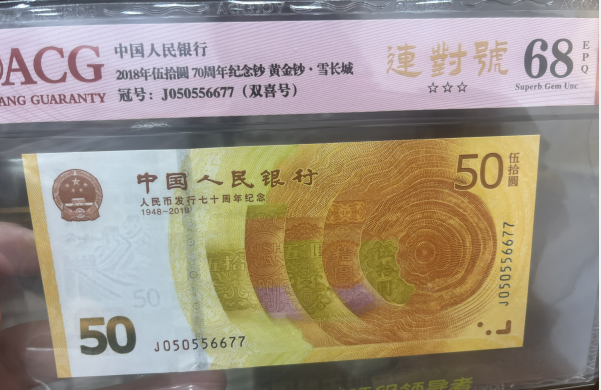 ACG
ANG GUARANTY
中国人民银行
2018年伍拾圆 70周年纪念钞 黄金钞·雪长城
冠号：J050556677（双喜号）
連對號
☆☆☆
68
EPQ
Superb Gem Unc
中国人民银行
人民币发行七十周年纪念
1948-2018
50
伍拾圆
50
50
J050556677
J050556677